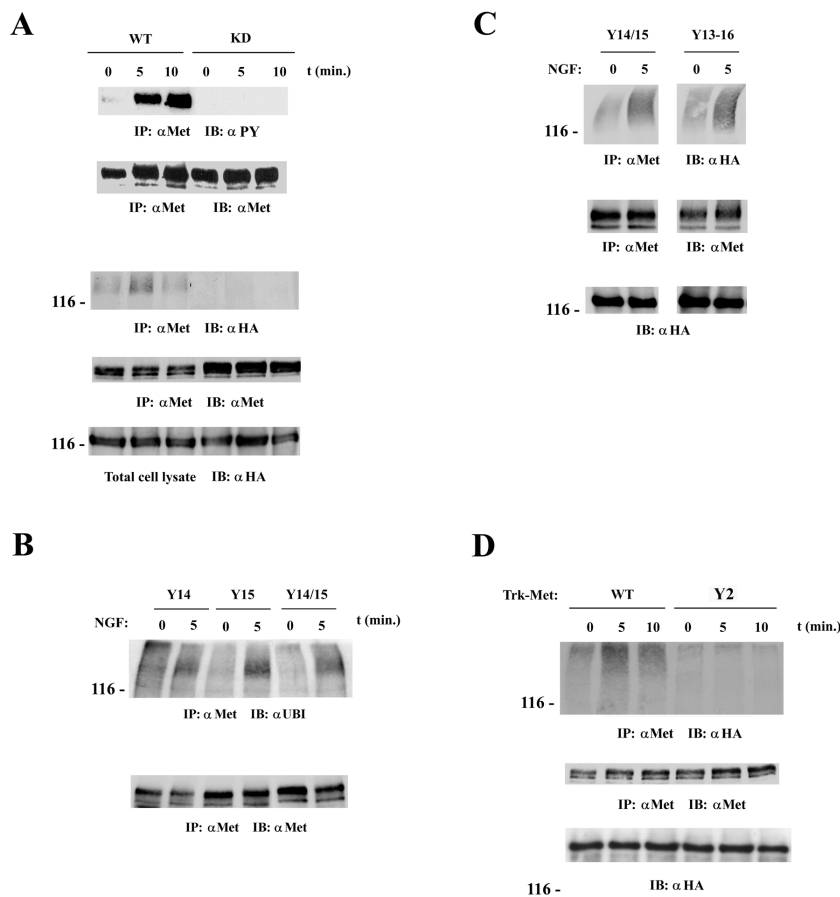 A
WT KD
0 5 10 0 5 10 t (min.)
IP: αMet IB: α PY
IP: αMet IB: αMet
116 -
IP: αMet IB: αHA
IP: αMet IB: αMet
116 -
Total cell lysate IB: αHA
B
Y14 Y15 Y14/15
NGF: 0 5 0 5 0 5 t (min.)
116 -
IP: αMet IB: αUBI
IP: αMet IB: αMet
C
Y14/15 Y13-16
NGF: 0 5 0 5
116 -
IP: αMet IB: αHA
IP: αMet IB: αMet
116 -
IB: αHA
D
Trk-Met: WT Y2
0 5 10 0 5 10 t (min.)
116 -
IP: αMet IB: αHA
IP: αMet IB: αMet
116 - IB: αHA